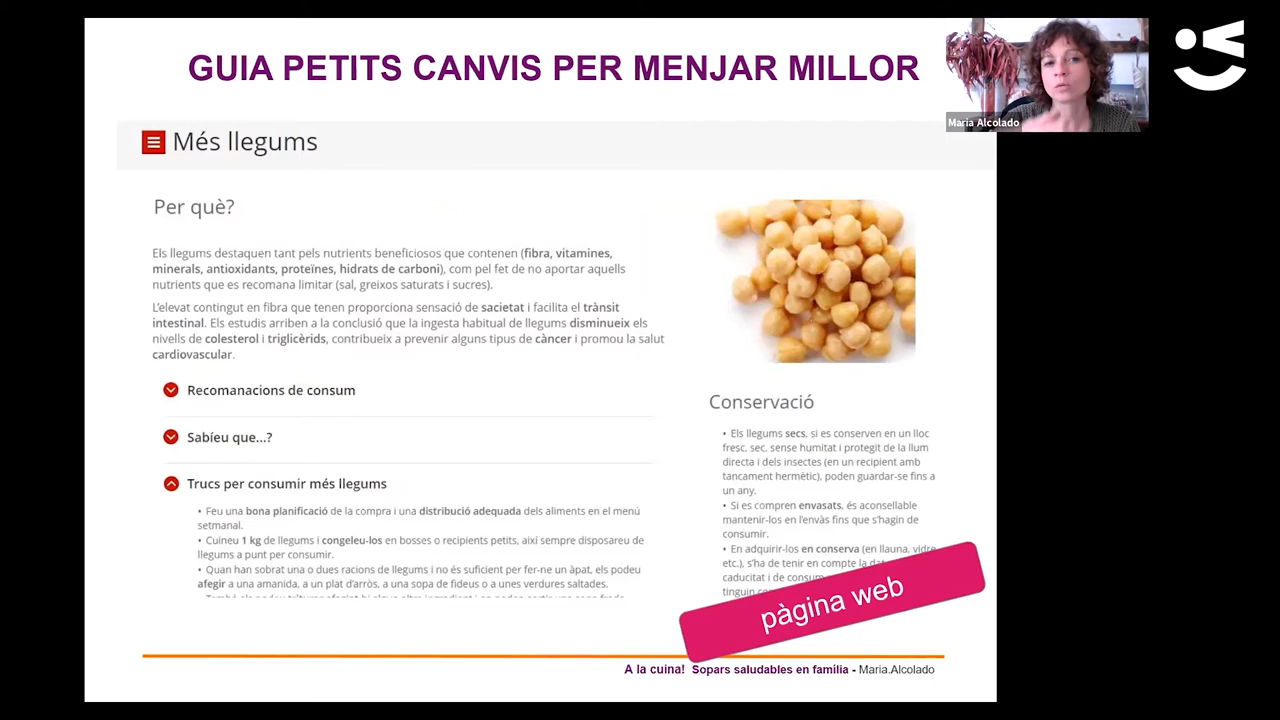 GUIA PETITS CANVIS PER MENJAR MILLOR
Maria Alcolado
Més llegums
Per què?
Els llegums destaquen tant pels nutrients beneficiosos que contenen (fibra, vitamines,
minerals, antioxidants, proteïnes, hidrats de carboni), com pel fet de no aportar aquells
nutrients que es recomana limitar (sal, greixos saturats i sucres).
L'elevat contingut en fibra que tenen proporciona sensació de sacietat i facilita el trànsit
intestinal. Els estudis arriben a la conclusió que la ingesta habitual de llegums disminueix els
nivells de colesterol i triglicèrids, contribueix a prevenir alguns tipus de càncer i promou la salut
cardiovascular.
Recomanacions de consum
Sabíeu que...?
Trucs per consumir més llegums
• Feu una bona planificació de la compra i una distribució adequada dels aliments en el menú
setmanal.
• Cuineu 1 kg de llegums i congeleu-los en bosses o recipients petits, així sempre disposareu de
llegums a punt per consumir.
• Quan han sobrat una o dues racions de llegums i no és suficient per fer-ne un àpat, els podeu
afegir a una amanida, a un plat d'arròs, a una sopa de fideus o a unes verdures saltades.
Conservació
• Els llegums secs, si es conserven en un lloc
fresc, sec, sense humitat i protegit de la llum
directa i dels insectes (en un recipient amb
tancament hermètic), poden guardar-se fins a
un any.
• Si es compren envasats, és aconsellable
mantenir-los en l'envàs fins que s'hagin de
consumir.
• En adquirir-los en conserva (en llauna, vidre,
etc.), s'ha de tenir en compte la
caducitat i de
tinguin
pàgina web
A la cuina! Sopars saludables en família - Maria.Alcolado